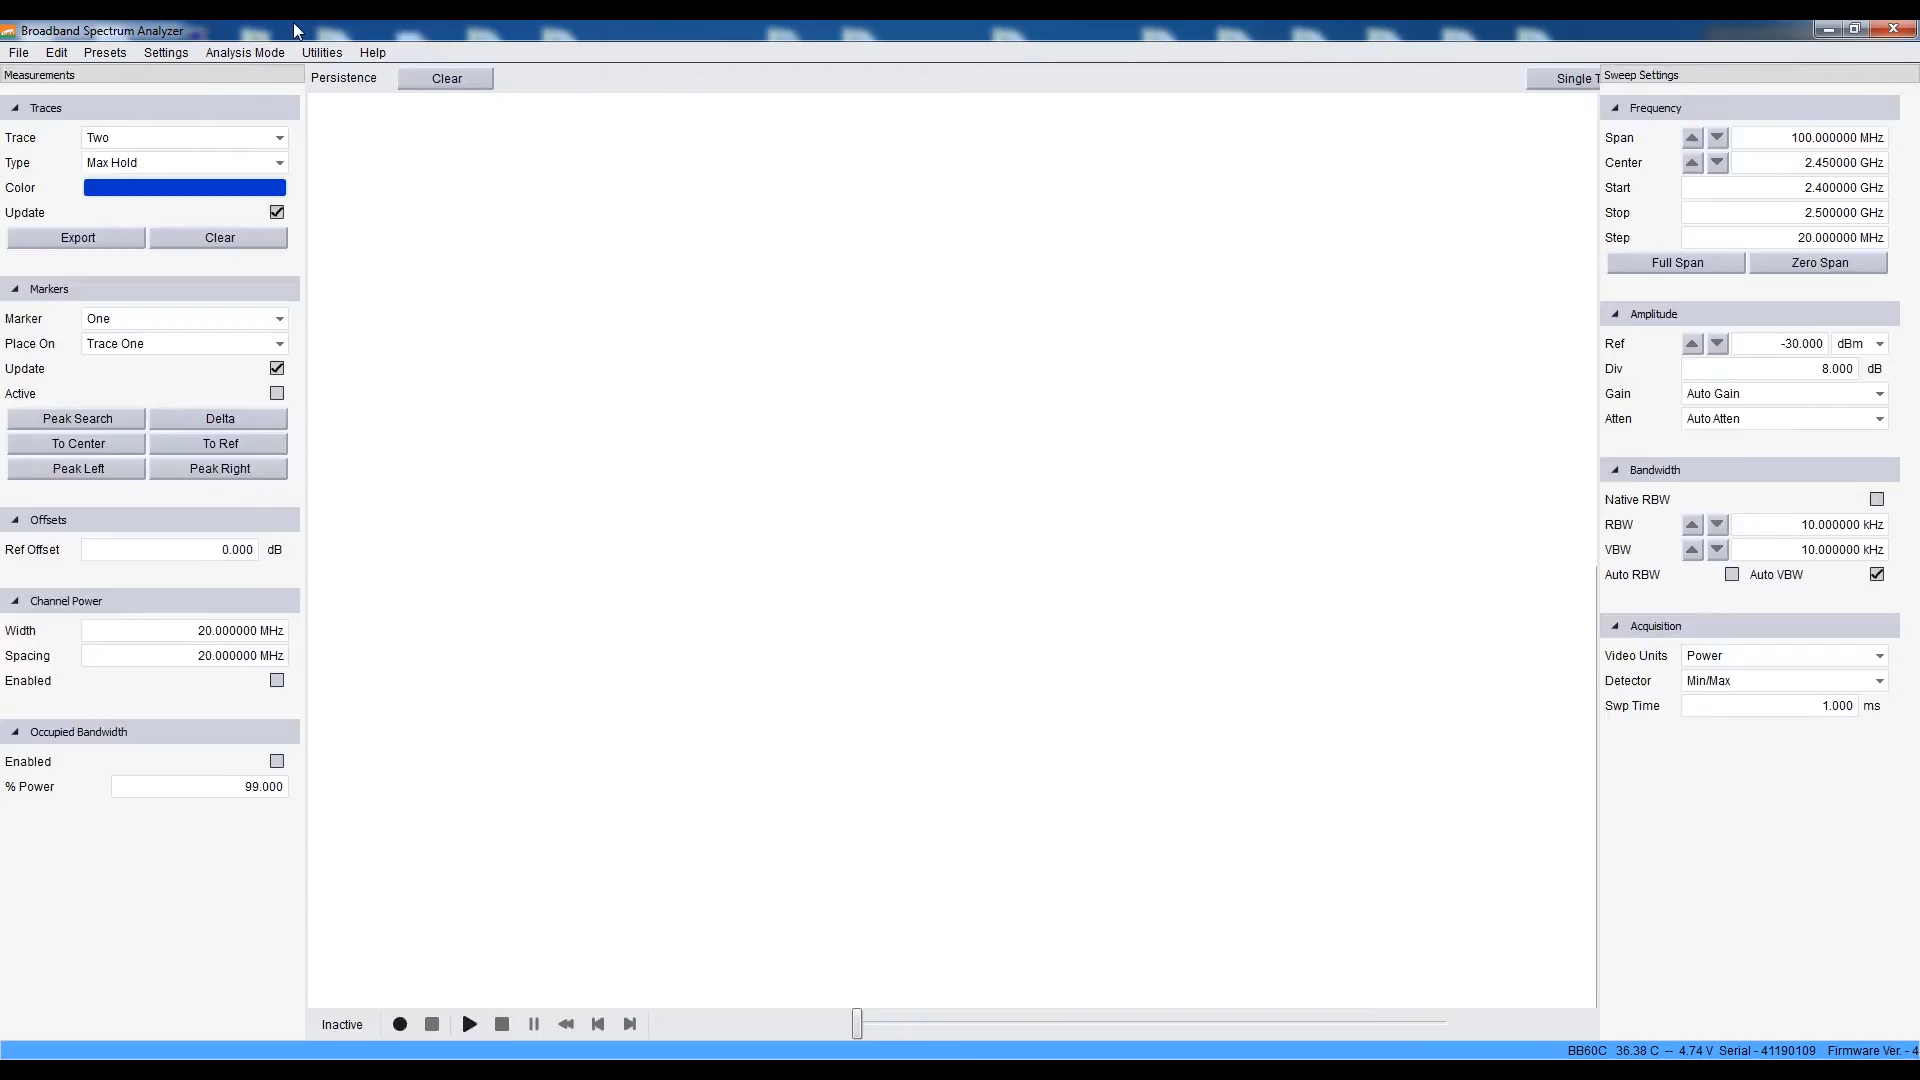 Broadband Spectrum Analyzer
File Edit Presets Settings Analysis Mode Utilities Help
Measurements
Traces
Trace Two
Type Max Hold
Color
Update
Export Clear
Markers
Marker One
Place On Trace One
Update
Active
Peak Search Delta
To Center To Ref
Peak Left Peak Right
Offsets
Ref Offset 0.000 dB
Channel Power
Width 20.000000 MHz
Spacing 20.000000 MHz
Enabled
Occupied Bandwidth
Enabled
% Power 99.000
Persistence Clear Single T
Inactive
Sweep Settings
Frequency
Span 100.000000 MHz
Center 2.450000 GHz
Start 2.400000 GHz
Stop 2.500000 GHz
Step 20.000000 MHz
Full Span Zero Span
Amplitude
Ref -30.000 dBm
Div 8.000 dB
Gain Auto Gain
Atten Auto Atten
Bandwidth
Native RBW
RBW 10.000000 kHz
VBW 10.000000 kHz
Auto RBW Auto VBW
Acquisition
Video Units Power
Detector Min/Max
Swp Time 1.000 ms
BB60C 36.38 C -- 4.74 V Serial - 41190109 Firmware Ver. - 4